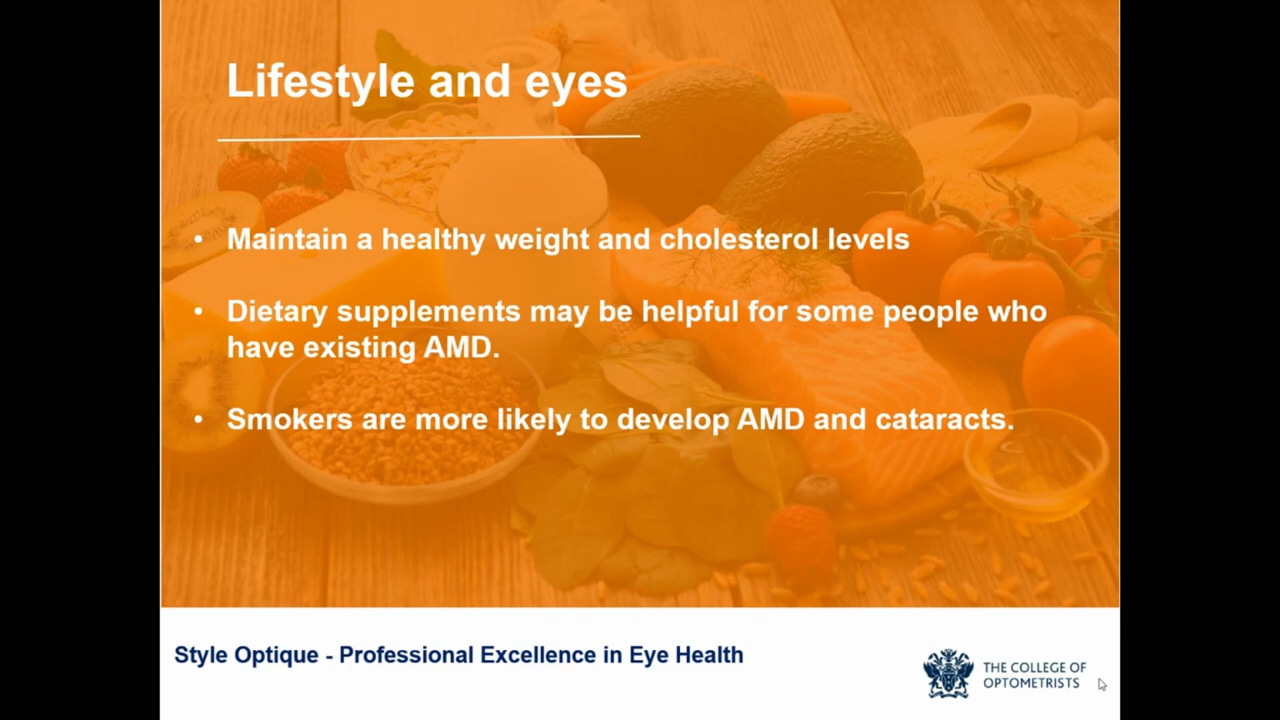 Lifestyle and eyes
• Maintain a healthy weight and cholesterol levels
• Dietary supplements may be helpful for some people who
have existing AMD.
• Smokers are more likely to develop AMD and cataracts.
Style Optique - Professional Excellence in Eye Health
THE COLLEGE OF
OPTOMETRISTS